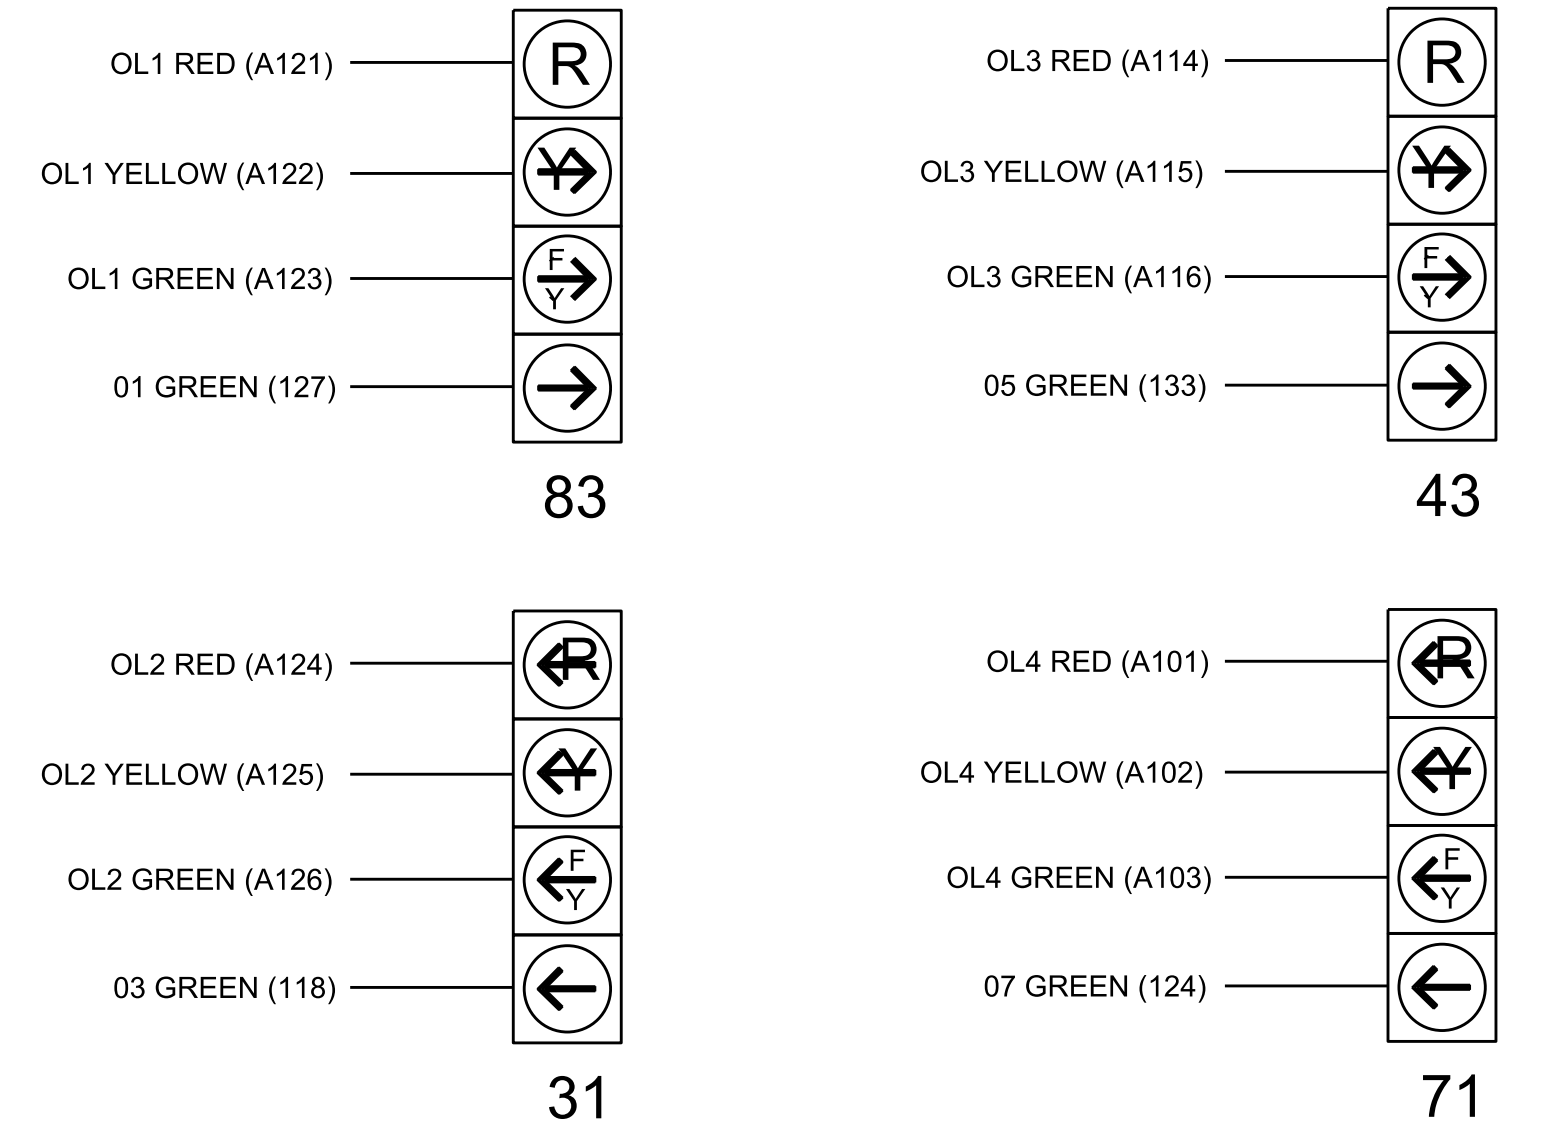 OL1 RED (A121)
R
OL1 YELLOW (A122)
Y
OL1 GREEN (A123)
F
Y
01 GREEN (127)
83
OL3 RED (A114)
R
OL3 YELLOW (A115)
Y
OL3 GREEN (A116)
F
Y
05 GREEN (133)
43
OL2 RED (A124)
R
OL2 YELLOW (A125)
Y
OL2 GREEN (A126)
F
Y
03 GREEN (118)
31
OL4 RED (A101)
R
OL4 YELLOW (A102)
Y
OL4 GREEN (A103)
F
Y
07 GREEN (124)
71